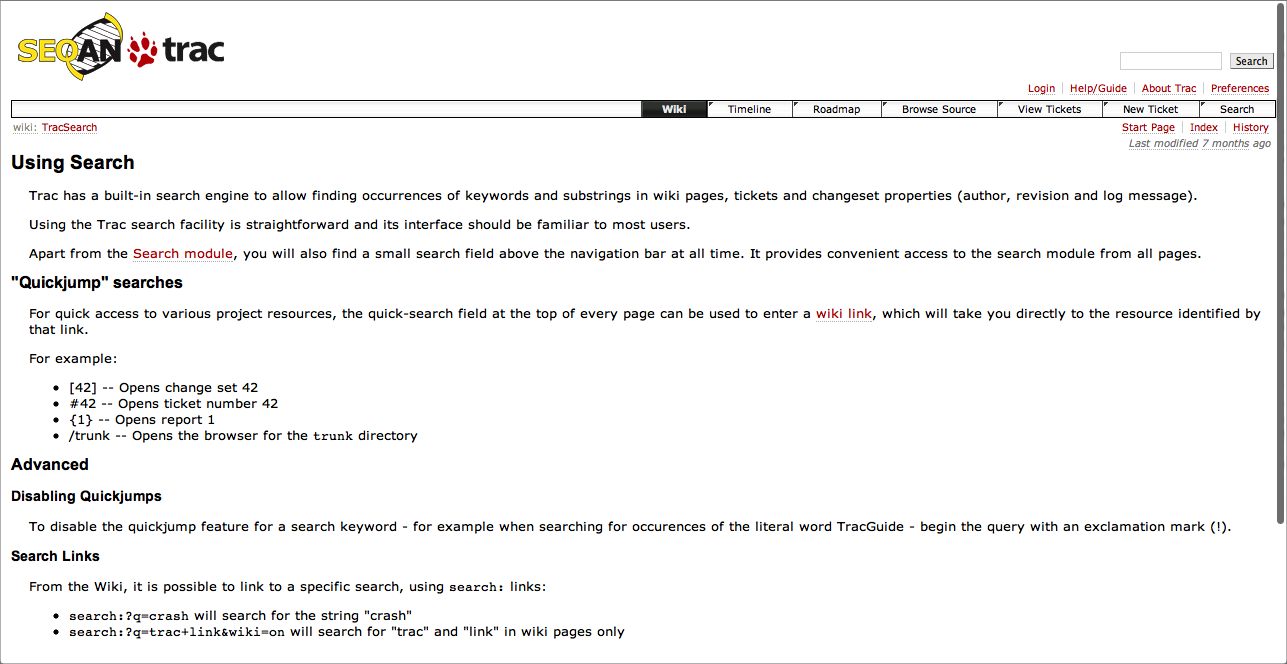 SEQAN trac
Search
Login Help/Guide About Trac Preferences
Wiki Timeline Roadmap Browse Source View Tickets New Ticket Search
wiki: TracSearch
Start Page Index History
Last modified 7 months ago
Using Search
Trac has a built-in search engine to allow finding occurrences of keywords and substrings in wiki pages, tickets and changeset properties (author, revision and log message).
Using the Trac search facility is straightforward and its interface should be familiar to most users.
Apart from the Search module, you will also find a small search field above the navigation bar at all time. It provides convenient access to the search module from all pages.
"Quickjump" searches
For quick access to various project resources, the quick-search field at the top of every page can be used to enter a wiki link, which will take you directly to the resource identified by
that link.
For example:
• [42] -- Opens change set 42
• #42 -- Opens ticket number 42
• {1} -- Opens report 1
• /trunk -- Opens the browser for the trunk directory
Advanced
Disabling Quickjumps
To disable the quickjump feature for a search keyword - for example when searching for occurences of the literal word TracGuide - begin the query with an exclamation mark (!).
Search Links
From the Wiki, it is possible to link to a specific search, using search: links:
• search:?q=crash will search for the string "crash"
• search:?q=trac+link&wiki=on will search for "trac" and "link" in wiki pages only